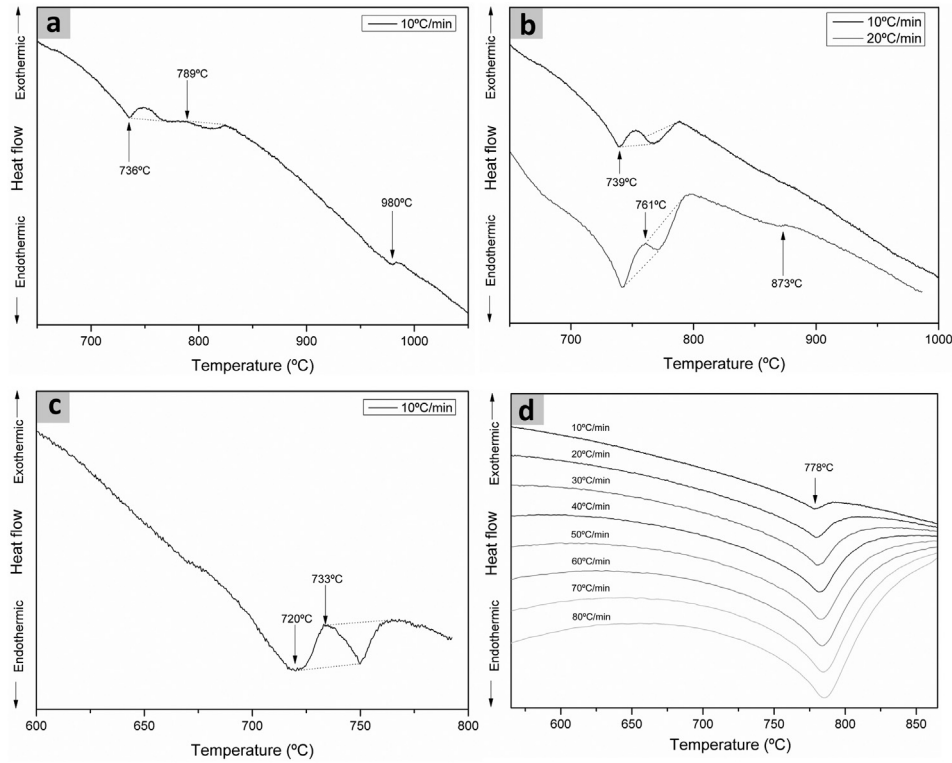 a
10ºC/min
Exothermic
Heat flow
Endothermic
789ºC
736ºC
980ºC
700 800 900 1000
Temperature (ºC)
b
10ºC/min
20ºC/min
Exothermic
Heat flow
Endothermic
739ºC
761ºC
873ºC
700 800 900 1000
Temperature (ºC)
c
10ºC/min
Exothermic
Heat flow
Endothermic
733ºC
720ºC
600 650 700 750 800
Temperature (ºC)
d
Exothermic
Heat flow
Endothermic
10ºC/min
20ºC/min
30ºC/min
40ºC/min
50ºC/min
60ºC/min
70ºC/min
80ºC/min
778ºC
600 650 700 750 800 850
Temperature (ºC)